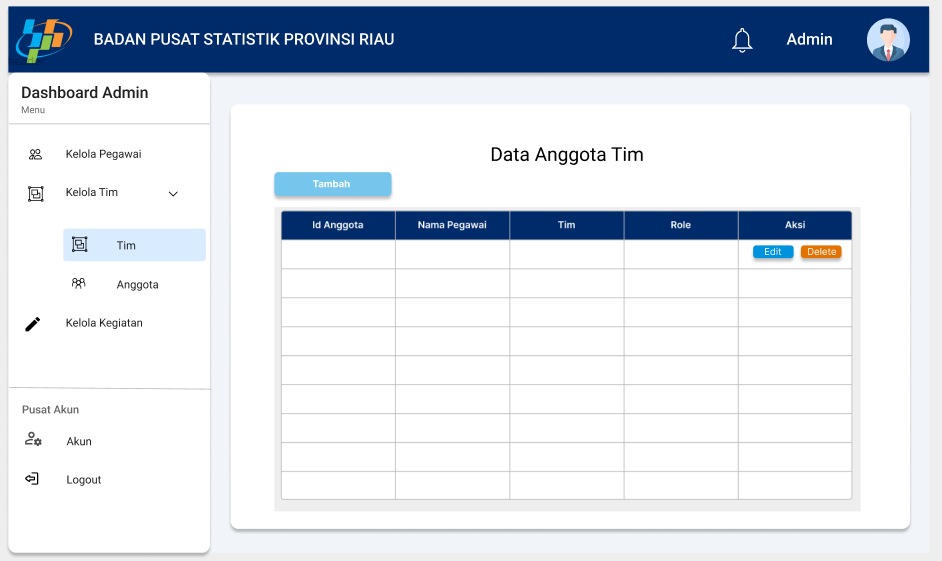 BADAN PUSAT STATISTIK PROVINSI RIAU
Admin
Dashboard Admin
Menu
Kelola Pegawai
Kelola Tim
Tim
Anggota
Kelola Kegiatan
Pusat Akun
Akun
Logout
Data Anggota Tim
Tambah
Id Anggota Nama Pegawai Tim Role Aksi
Edit Delete